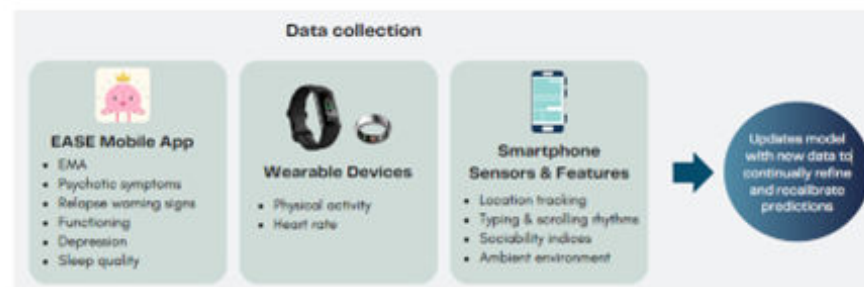 Data collection
EASE Mobile App
• EMA
• Psychotic symptoms
• Relapse warning signs
• Functioning
• Depression
• Sleep quality
Wearable Devices
• Physical activity
• Heart rate
Smartphone
Sensors & Features
• Location tracking
• Typing & scrolling rhythms
• Sociability indices
• Ambient environment
Updates model
with new data to
continually refine
and recalibrate
predictions